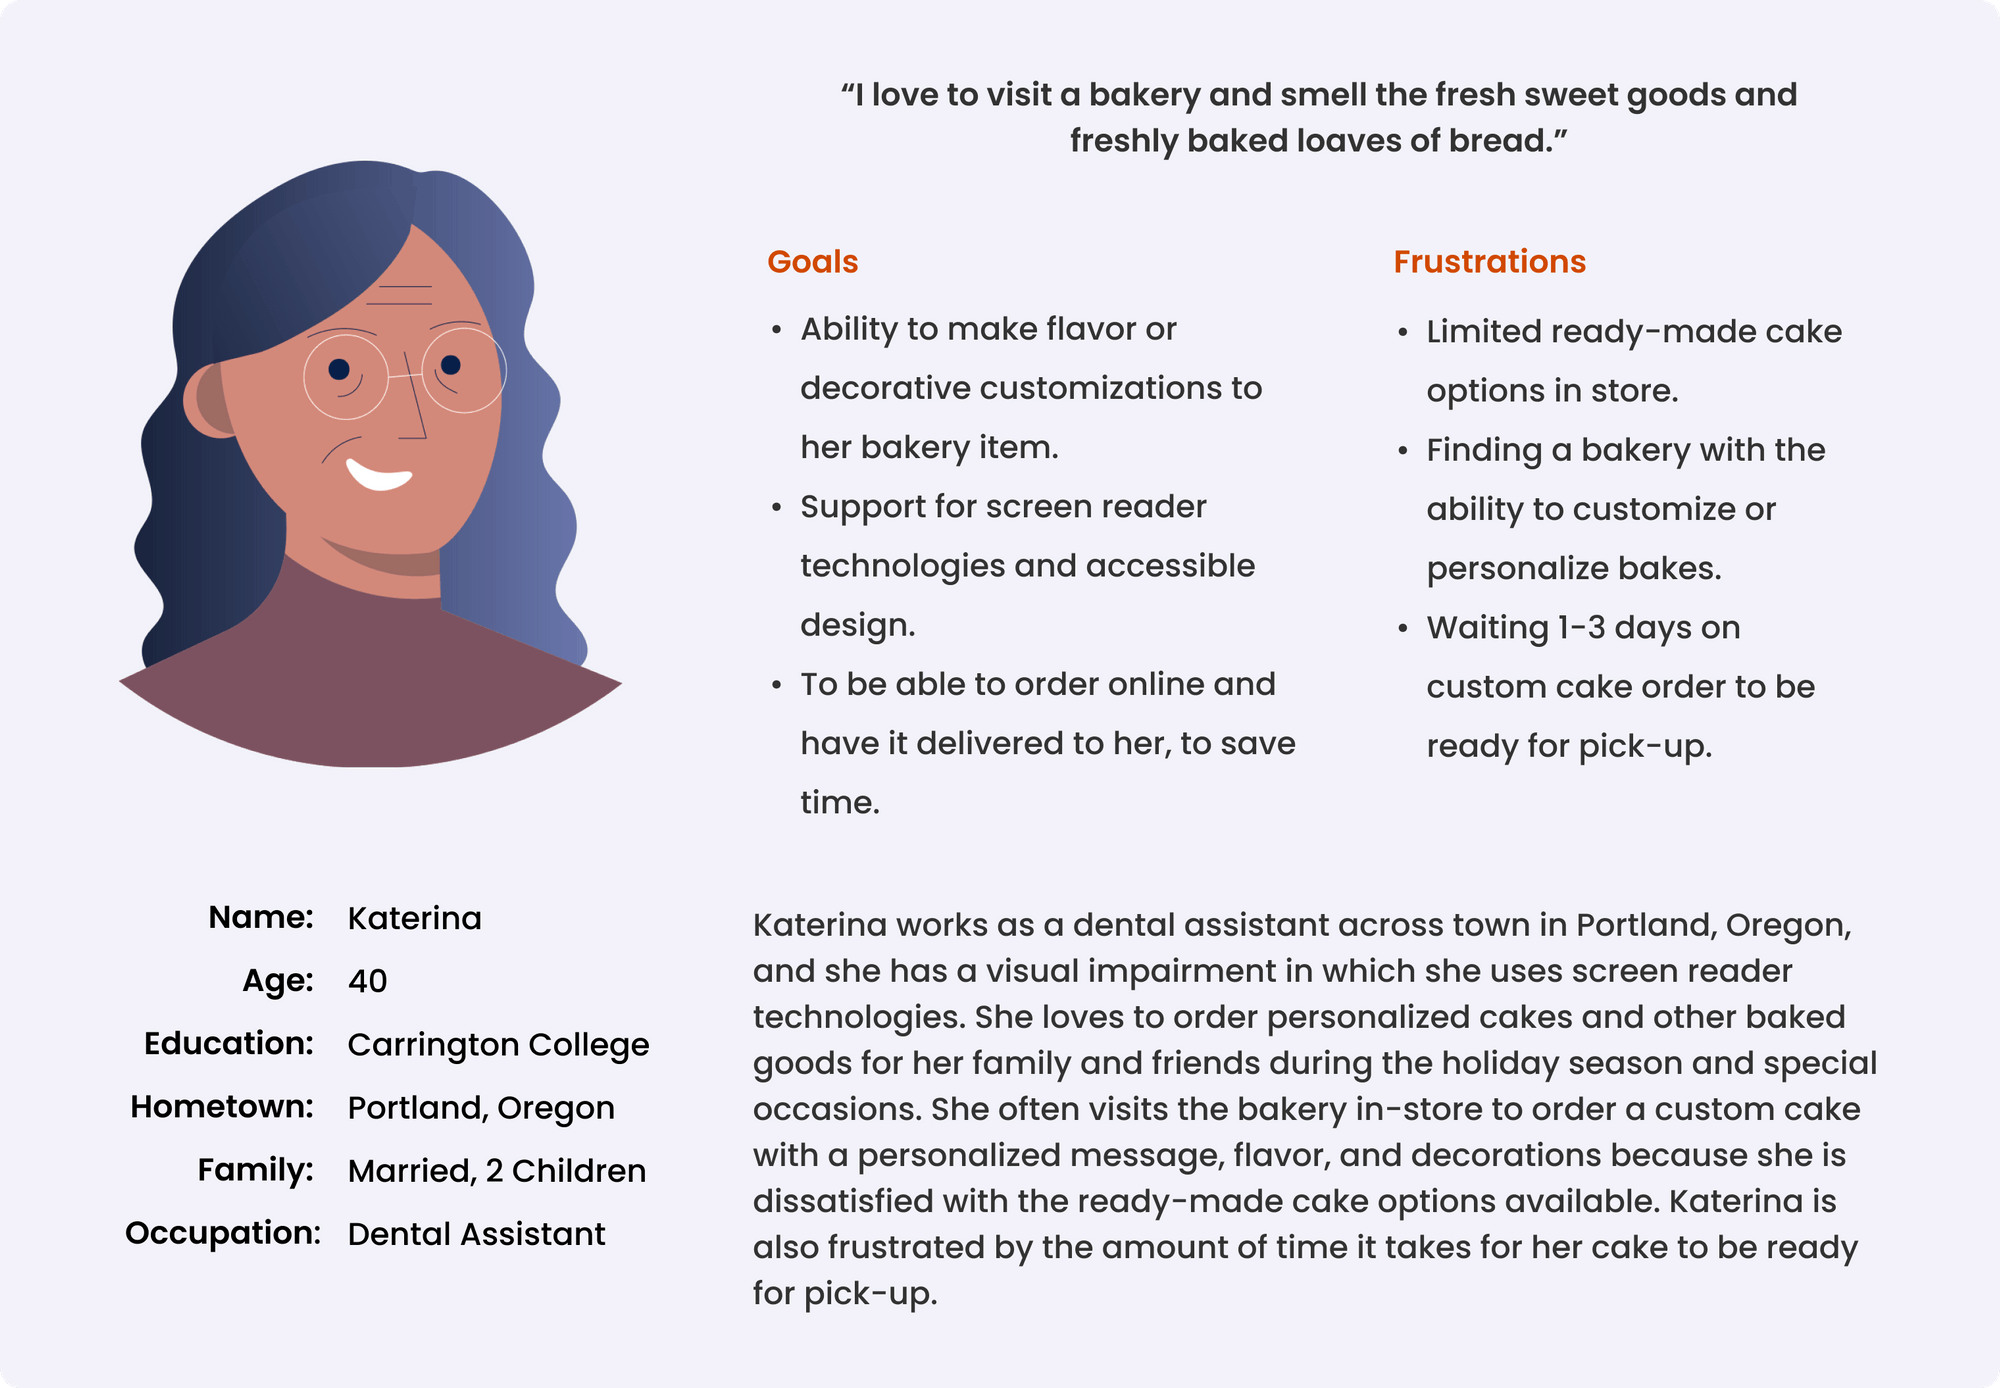 “I love to visit a bakery and smell the fresh sweet goods and
freshly baked loaves of bread.”
Goals
• Ability to make flavor or
decorative customizations to
her bakery item.
• Support for screen reader
technologies and accessible
design.
• To be able to order online and
have it delivered to her, to save
time.
Frustrations
• Limited ready-made cake
options in store.
• Finding a bakery with the
ability to customize or
personalize bakes.
• Waiting 1-3 days on
custom cake order to be
ready for pick-up.
Name: Katerina
Age: 40
Education: Carrington College
Hometown: Portland, Oregon
Family: Married, 2 Children
Occupation: Dental Assistant
Katerina works as a dental assistant across town in Portland, Oregon,
and she has a visual impairment in which she uses screen reader
technologies. She loves to order personalized cakes and other baked
goods for her family and friends during the holiday season and special
occasions. She often visits the bakery in-store to order a custom cake
with a personalized message, flavor, and decorations because she is
dissatisfied with the ready-made cake options available. Katerina is
also frustrated by the amount of time it takes for her cake to be ready
for pick-up.